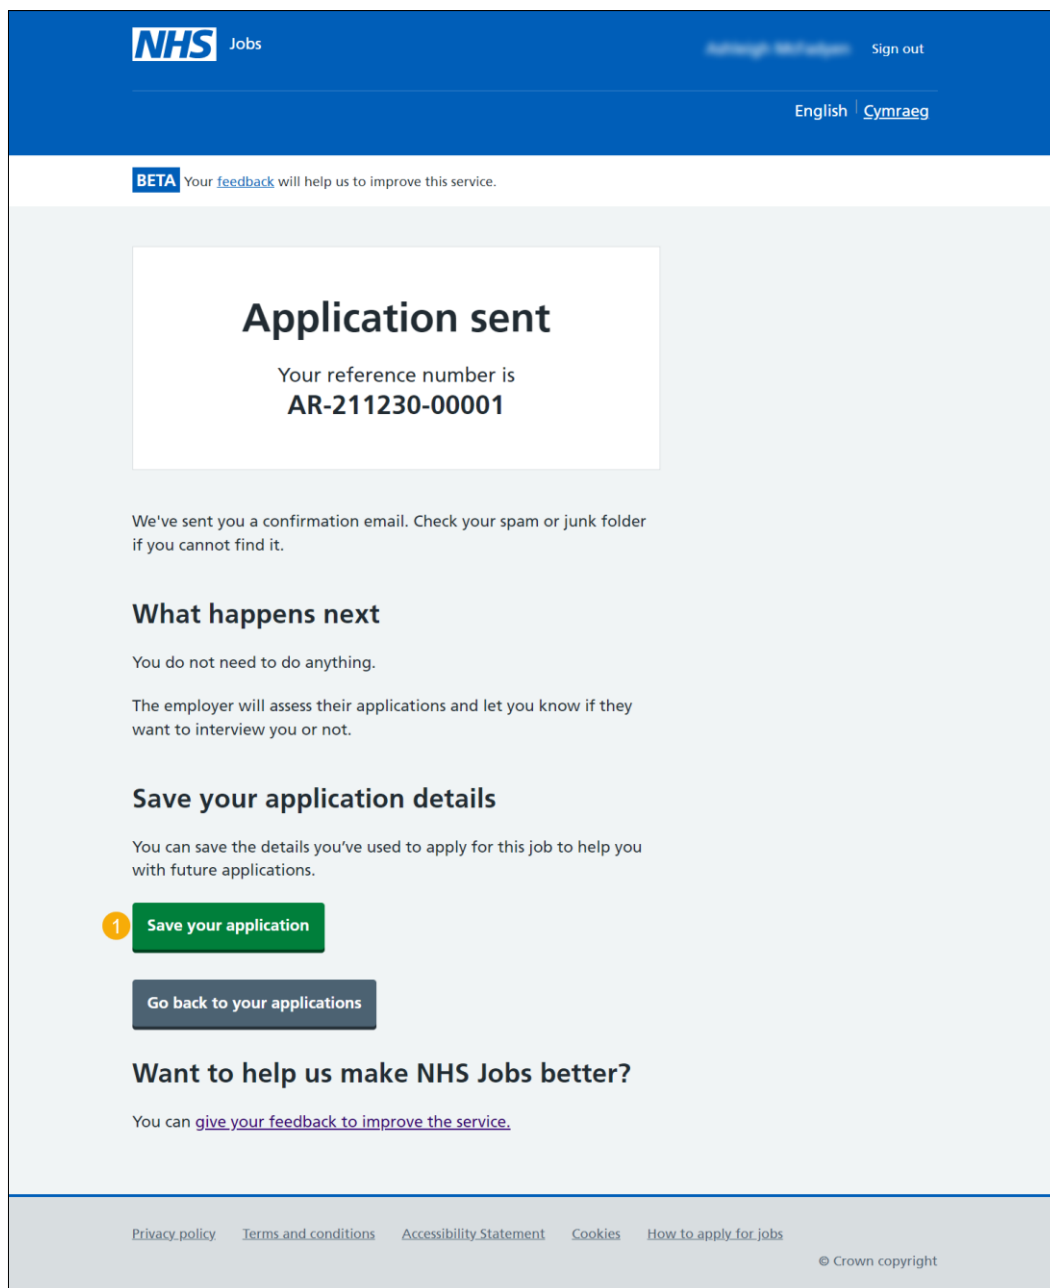 NHS Jobs
Sign out
English Cymraeg
BETA Your feedback will help us to improve this service.
Application sent
Your reference number is
AR-211230-00001
We've sent you a confirmation email. Check your spam or junk folder
if you cannot find it.
What happens next
You do not need to do anything.
The employer will assess their applications and let you know if they
want to interview you or not.
Save your application details
You can save the details you’ve used to apply for this job to help you
with future applications.
1 Save your application
Go back to your applications
Want to help us make NHS Jobs better?
You can give your feedback to improve the service.
Privacy policy Terms and conditions Accessibility Statement Cookies How to apply for jobs
© Crown copyright